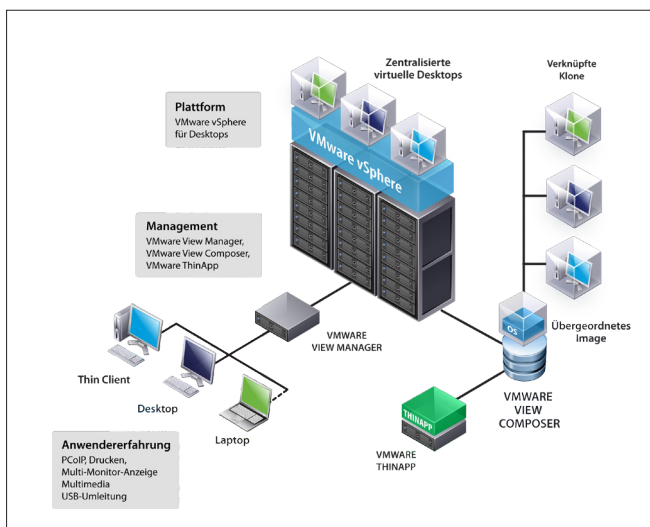 Zentralisierte
virtuelle Desktops
Verknüpfte
Klone
Plattform
VMware vSphere
für Desktops
VMware vSphere
Management
VMware View Manager,
VMware View Composer,
VMware ThinApp
VMWARE
VIEW MANAGER
OS
Übergeordnetes
Image
Thin Client
Desktop
Laptop
VMWARE
VIEW
COMPOSER
THINAPP
VMWARE
THINAPP
Anwendererfahrung
PCoIP, Drucken,
Multi-Monitor-Anzeige
Multimedia
USB-Umleitung